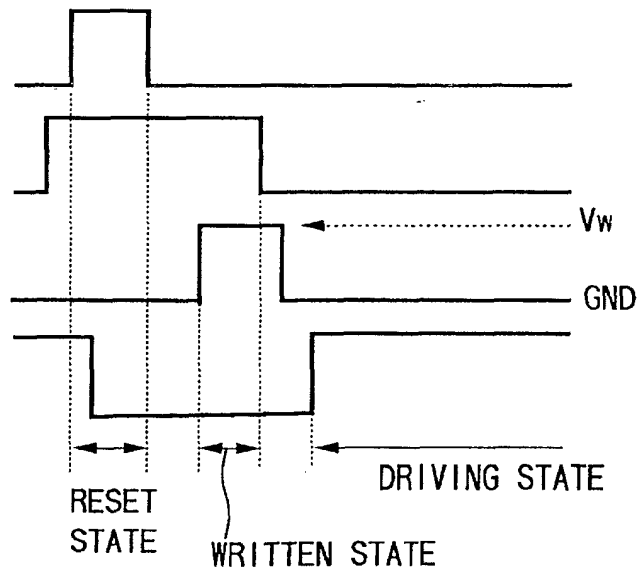 Vw
GND
DRIVING STATE
RESET
STATE
WRITTEN STATE